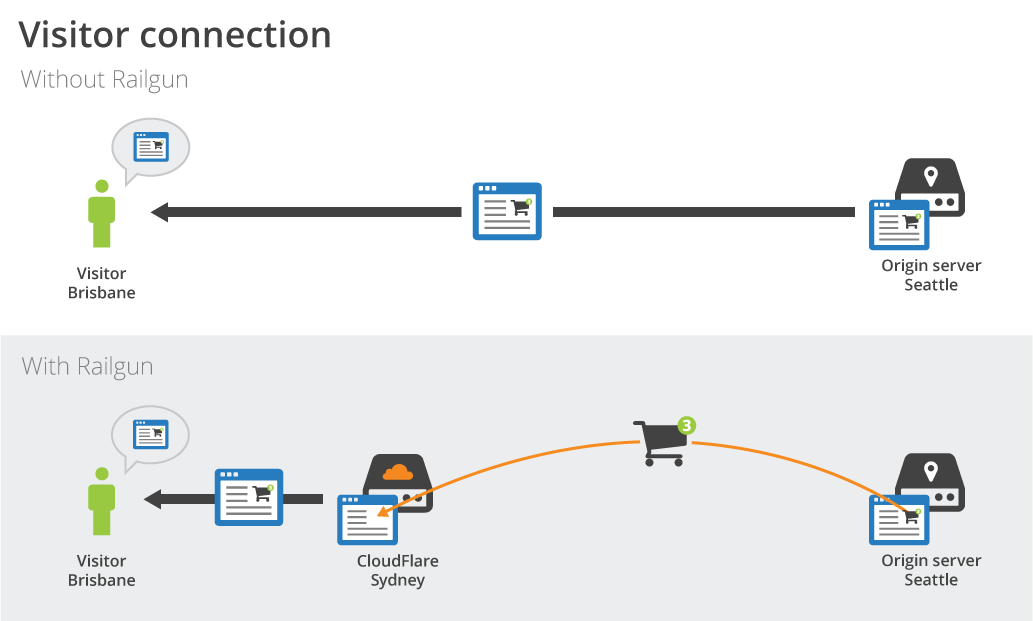 Visitor connection
Without Railgun
Visitor
Brisbane
Origin server
Seattle
With Railgun
3
Visitor
Brisbane
CloudFlare
Sydney
Origin server
Seattle